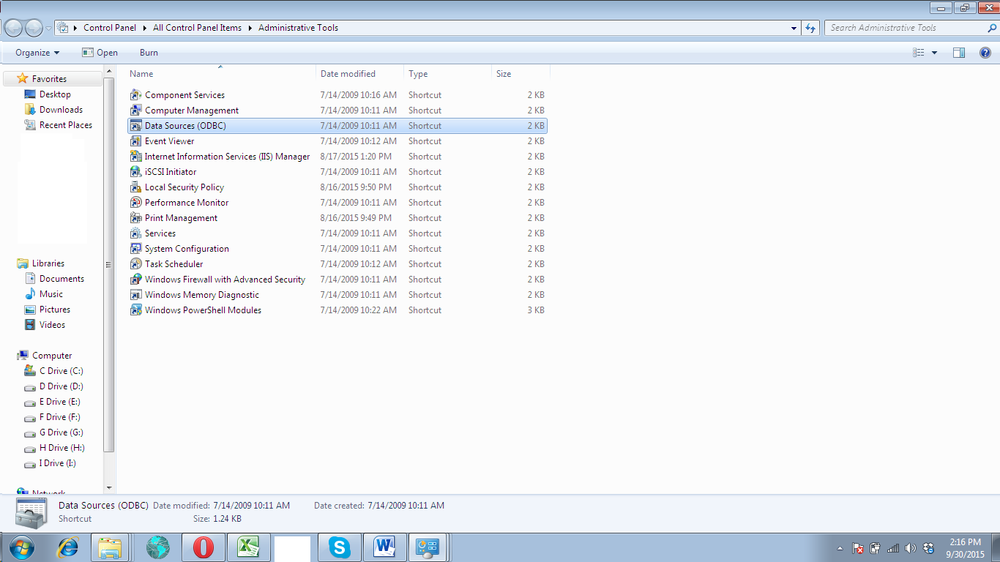 Control Panel All Control Panel Items Administrative Tools Search Administrative Tools
Organize Open Burn
Name Date modified Type Size
Favorites
Desktop
Downloads
Recent Places
Libraries
Documents
Music
Pictures
Videos
Computer
C Drive (C:)
D Drive (D:)
E Drive (E:)
F Drive (F:)
G Drive (G:)
H Drive (H:)
I Drive (I:)
Network
Component Services 7/14/2009 10:16 AM Shortcut 2 KB
Computer Management 7/14/2009 10:11 AM Shortcut 2 KB
Data Sources (ODBC) 7/14/2009 10:11 AM Shortcut 2 KB
Event Viewer 7/14/2009 10:12 AM Shortcut 2 KB
Internet Information Services (IIS) Manager 8/17/2015 1:20 PM Shortcut 2 KB
iSCSI Initiator 7/14/2009 10:11 AM Shortcut 2 KB
Local Security Policy 8/16/2015 9:50 PM Shortcut 2 KB
Performance Monitor 7/14/2009 10:11 AM Shortcut 2 KB
Print Management 8/16/2015 9:49 PM Shortcut 2 KB
Services 7/14/2009 10:11 AM Shortcut 2 KB
System Configuration 7/14/2009 10:11 AM Shortcut 2 KB
Task Scheduler 7/14/2009 10:12 AM Shortcut 2 KB
Windows Firewall with Advanced Security 7/14/2009 10:11 AM Shortcut 2 KB
Windows Memory Diagnostic 7/14/2009 10:11 AM Shortcut 2 KB
Windows PowerShell Modules 7/14/2009 10:22 AM Shortcut 3 KB
Data Sources (ODBC) Date modified: 7/14/2009 10:11 AM Date created: 7/14/2009 10:11 AM
Shortcut Size: 1.24 KB
2:16 PM
9/30/2015